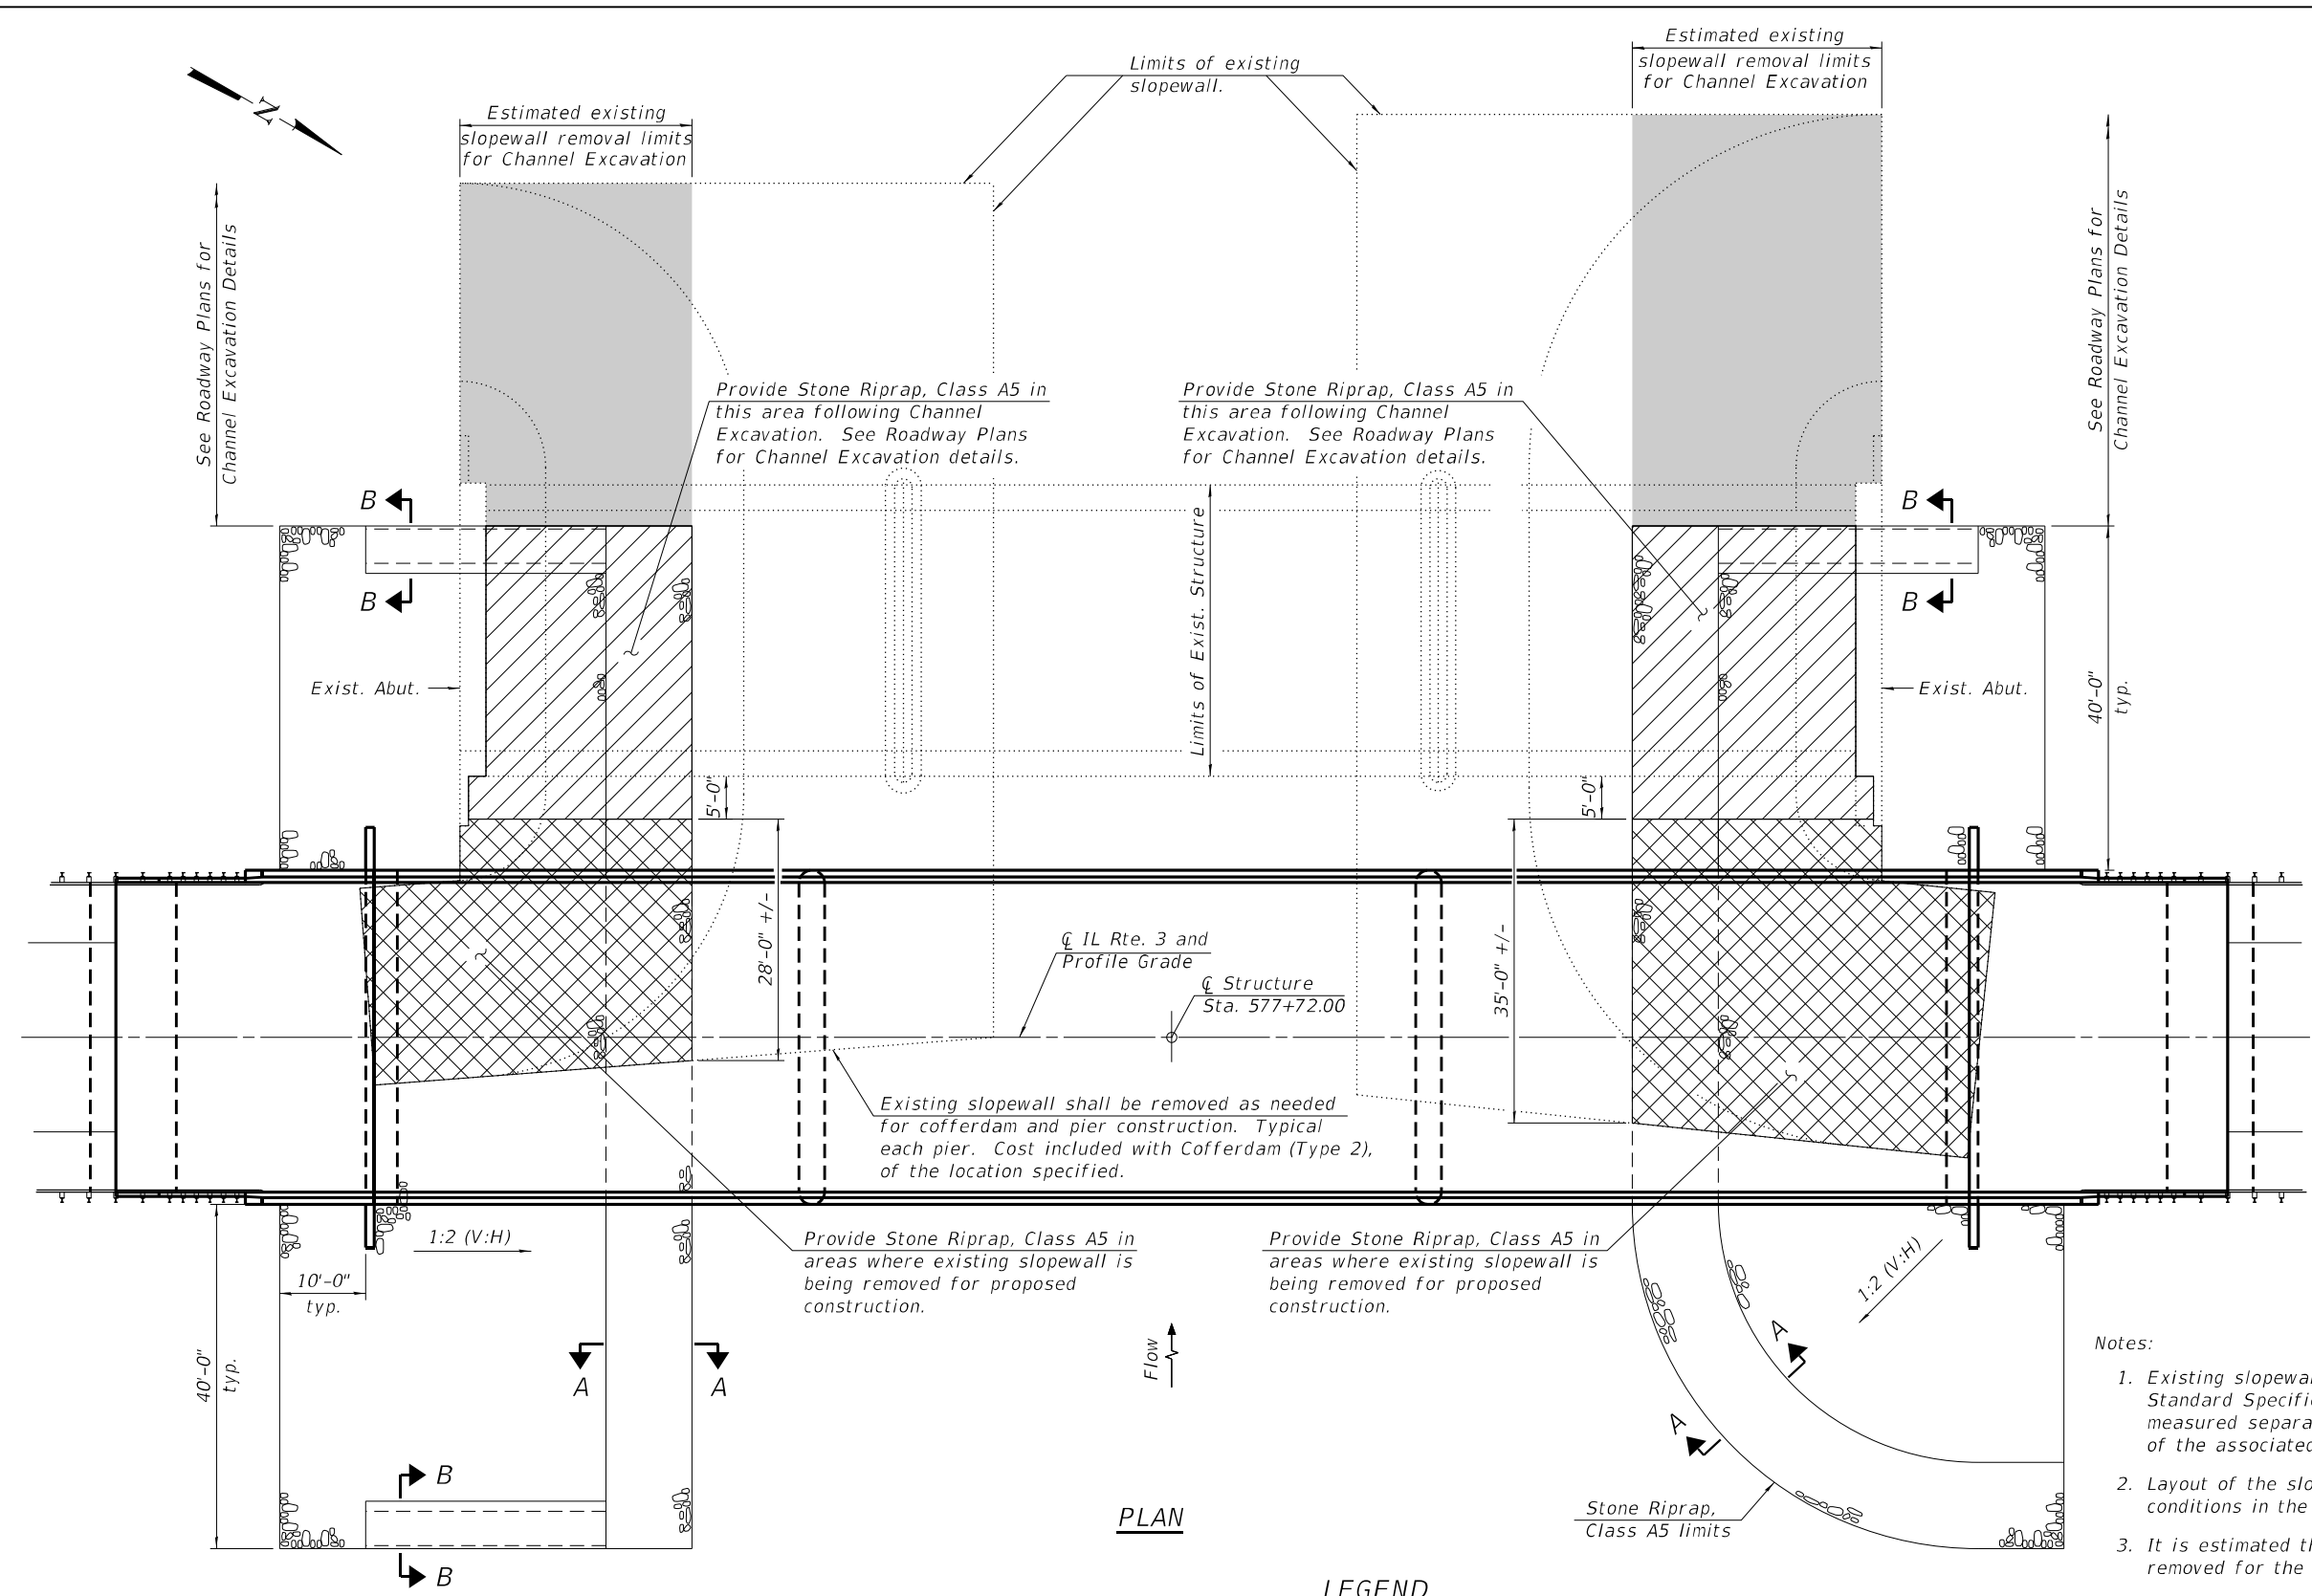 Estimated existing
slopewall removal limits
for Channel Excavation
Limits of existing
slopewall.
Estimated existing
slopewall removal limits
for Channel Excavation
N
See Roadway Plans for
Channel Excavation Details
See Roadway Plans for
Channel Excavation Details
Provide Stone Riprap, Class A5 in
this area following Channel
Excavation. See Roadway Plans
for Channel Excavation details.
Provide Stone Riprap, Class A5 in
this area following Channel
Excavation. See Roadway Plans
for Channel Excavation details.
B
B
B
B
Limits of Exist. Structure
Exist. Abut.
Exist. Abut.
40'-0"
typ.
5'-0"
5'-0"
28'-0" +/-
35'-0" +/-
℄ IL Rte. 3 and
Profile Grade
℄ Structure
Sta. 577+72.00
Existing slopewall shall be removed as needed
for cofferdam and pier construction. Typical
each pier. Cost included with Cofferdam (Type 2),
of the location specified.
1:2 (V:H)
10'-0"
typ.
Provide Stone Riprap, Class A5 in
areas where existing slopewall is
being removed for proposed
construction.
Provide Stone Riprap, Class A5 in
areas where existing slopewall is
being removed for proposed
construction.
1:2 (V:H)
40'-0"
typ.
A
A
Flow
A
A
B
B
Stone Riprap,
Class A5 limits
PLAN
LEGEND
Notes:
1. Existing
Standard
measured
of the associated
2. Layout of the
conditions in the
3. It is estimated
removed for the